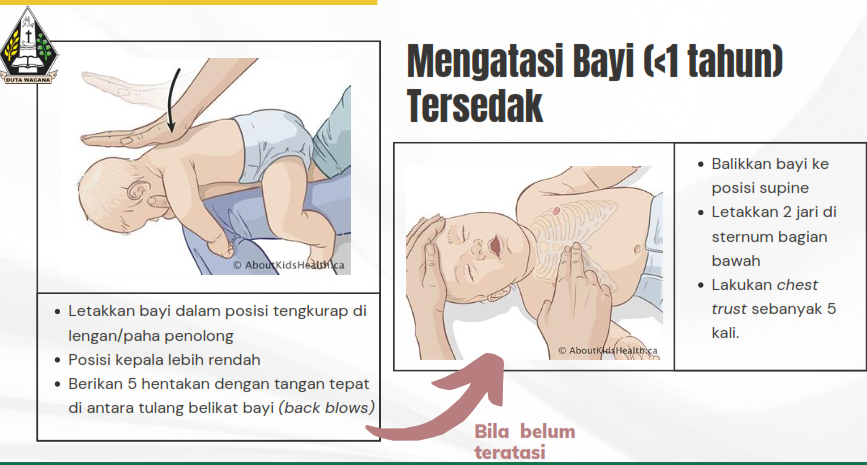 DUTA WACANA
Mengatasi Bayi (<1 tahun)
Tersedak
© AboutKidsHealth.ca
• Letakkan bayi dalam posisi tengkurap di
lengan/paha penolong
• Posisi kepala lebih rendah
• Berikan 5 hentakan dengan tangan tepat
di antara tulang belikat bayi (back blows)
Bila belum
teratasi
© AboutKidsHealth.ca
• Balikkan bayi ke
posisi supine
• Letakkan 2 jari di
sternum bagian
bawah
• Lakukan chest
trust sebanyak 5
kali.